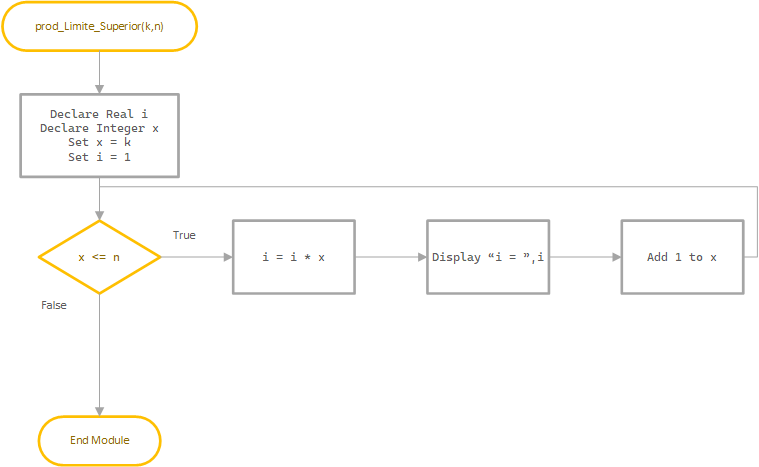 prod_Limite_Superior(k,n)
Declare Real i
Declare Integer x
Set x = k
Set i = 1
x <= n
True
i = i * x
Display “i = ”,i
Add 1 to x
False
End Module